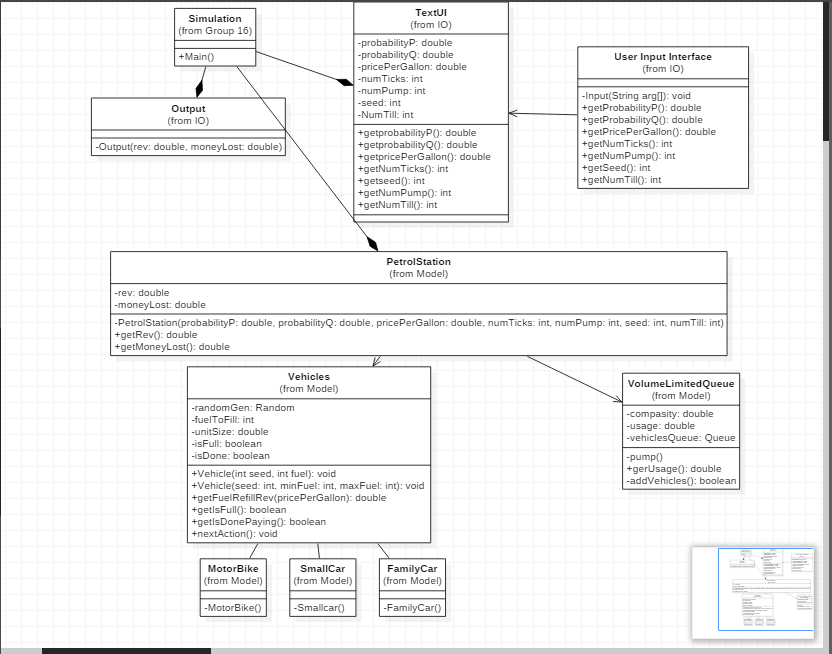 Simulation
(from Group 16)
+Main()
TextUI
(from IO)
-probabilityP: double
-probabilityQ: double
-pricePerGallon: double
-numTicks: int
-numPump: int
-seed: int
-NumTill: int
+getprobabilityP(): double
+getprobabilityQ(): double
+getpricePerGallon(): double
+getNumTicks(): int
+getseed(): int
+getNumPump(): int
+getNumTill(): int
User Input Interface
(from IO)
-Input(String arg[]): void
+getProbabilityP(): double
+getProbabilityQ(): double
+getPricePerGallon(): double
+getNumTicks(): int
+getNumPump(): int
+getSeed(): int
+getNumTill(): int
Output
(from IO)
-Output(rev: double, moneyLost: double)
PetrolStation
(from Model)
-rev: double
-moneyLost: double
-PetrolStation(probabilityP: double, probabilityQ: double, pricePerGallon: double, numTicks: int, numPump: int, seed: int, numTill: int)
+getRev(): double
+getMoneyLost(): double
Vehicles
(from Model)
-randomGen: Random
-fuelToFill: int
-unitSize: double
-isFull: boolean
-isDone: boolean
+Vehicle(int seed, int fuel): void
+Vehicle(seed: int, minFuel: int, maxFuel: int): void
+getFuelRefillRev(pricePerGallon): double
+getIsFull(): boolean
+getIsDonePaying(): boolean
+nextAction(): void
VolumeLimitedQueue
(from Model)
-compasity: double
-usage: double
-vehiclesQueue: Queue
-pump()
+gerUsage(): double
-addVehicles(): boolean
MotorBike
(from Model)
-MotorBike()
SmallCar
(from Model)
-Smallcar()
FamilyCar
(from Model)
-FamilyCar()